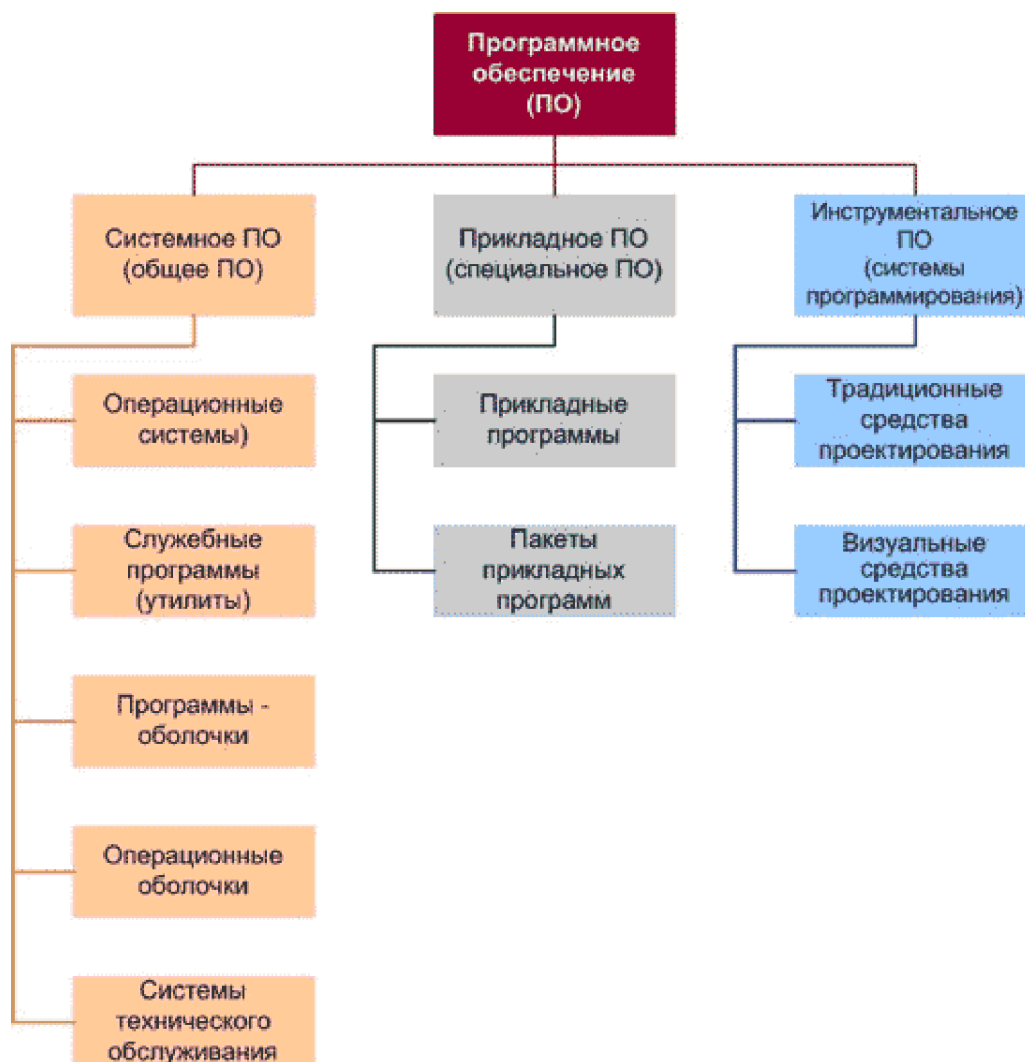 Программное
обеспечение
(ПО)
Системное ПО
(общее ПО)
Прикладное ПО
(специальное ПО)
Инструментальное
ПО
(системы
программирования)
Операционные
системы)
Прикладные
программы
Традиционные
средства
проектирования
Служебные
программы
(утилиты)
Пакеты
прикладных
программ
Визуальные
средства
проектирования
Программы -
оболочки
Операционные
оболочки
Системы
технического
обслуживания